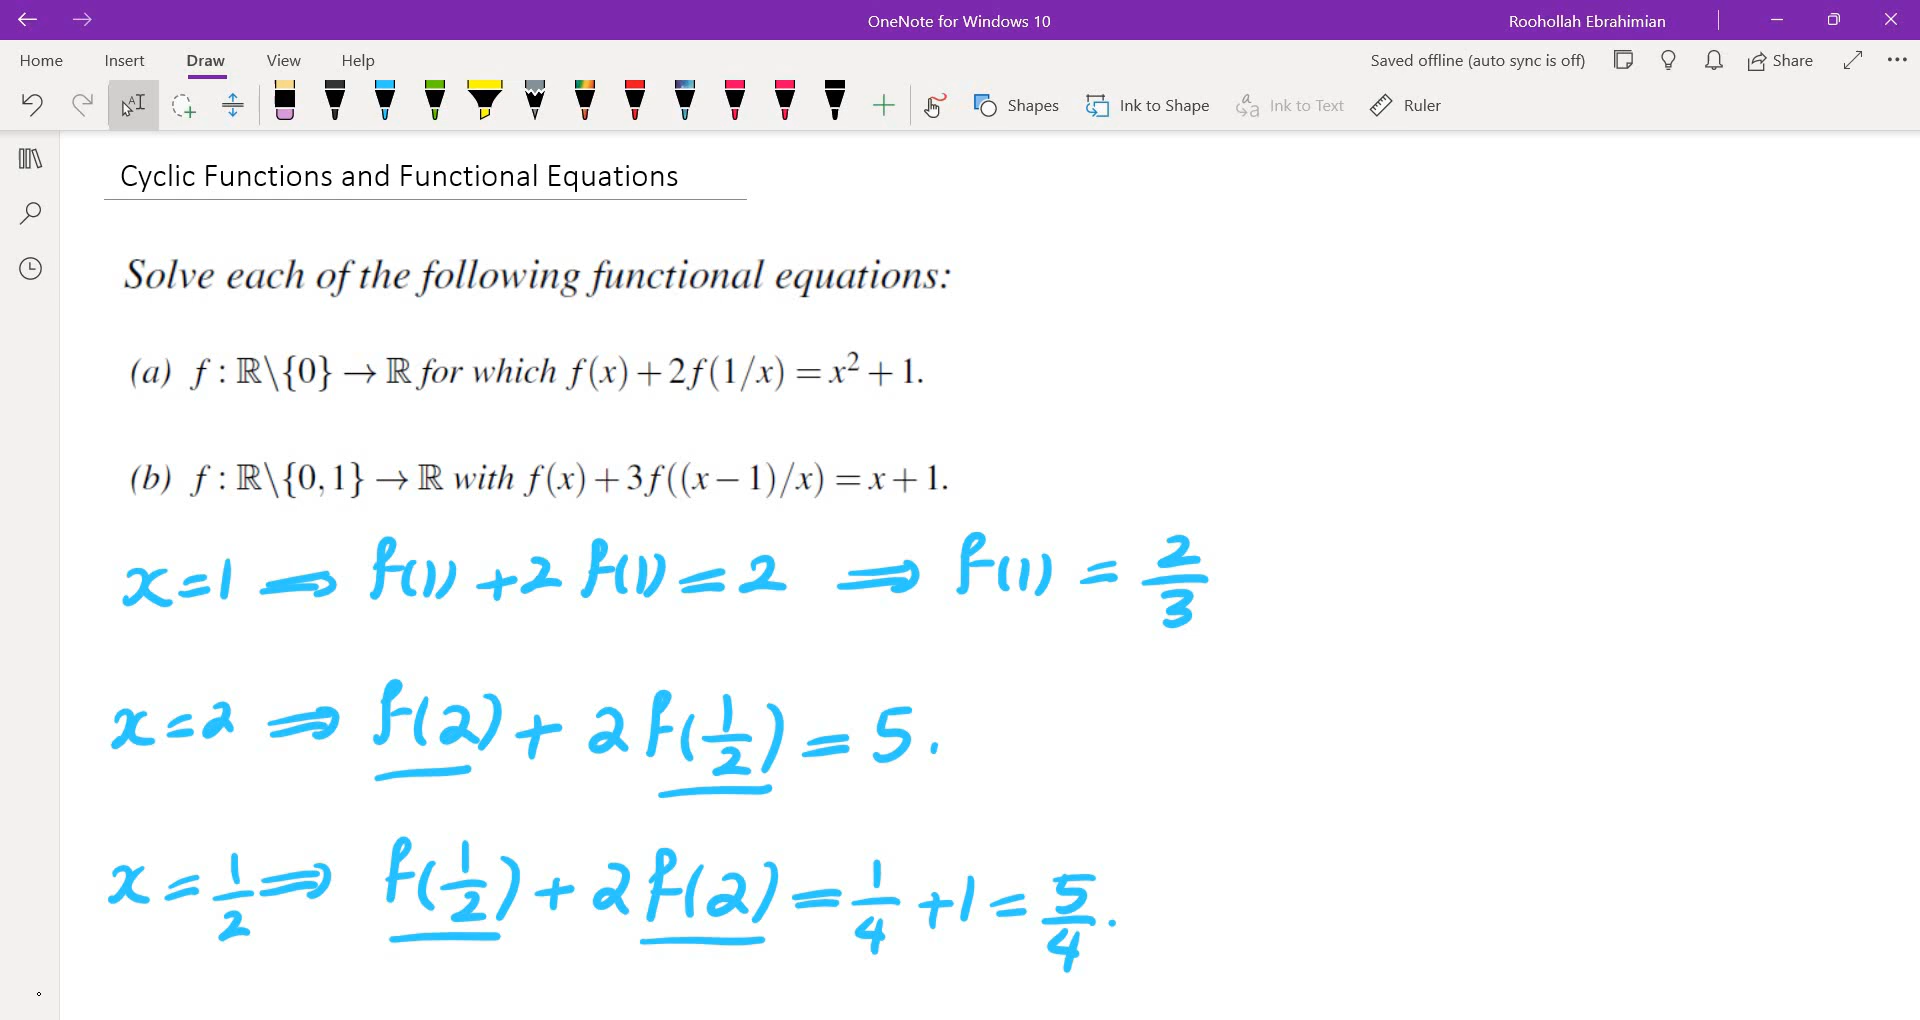 OneNote for Windows 10
Roohollah Ebrahimian
Home Insert Draw View Help
Saved offline (auto sync is off) Share
Shapes Ink to Shape Ink to Text Ruler
Cyclic Functions and Functional Equations
Solve each of the following functional equations:
(a) f : ℝ\{0} → ℝ for which f(x) + 2f(1/x) = x² + 1.
(b) f : ℝ\{0, 1} → ℝ with f(x) + 3f((x − 1)/x) = x + 1.
x = 1 ⟹ f(1) + 2 f(1) = 2 ⟹ f(1) = 2/3
x = 2 ⟹ f(2) + 2 f(1/2) = 5.
x = 1/2 ⟹ f(1/2) + 2 f(2) = 1/4 + 1 = 5/4.